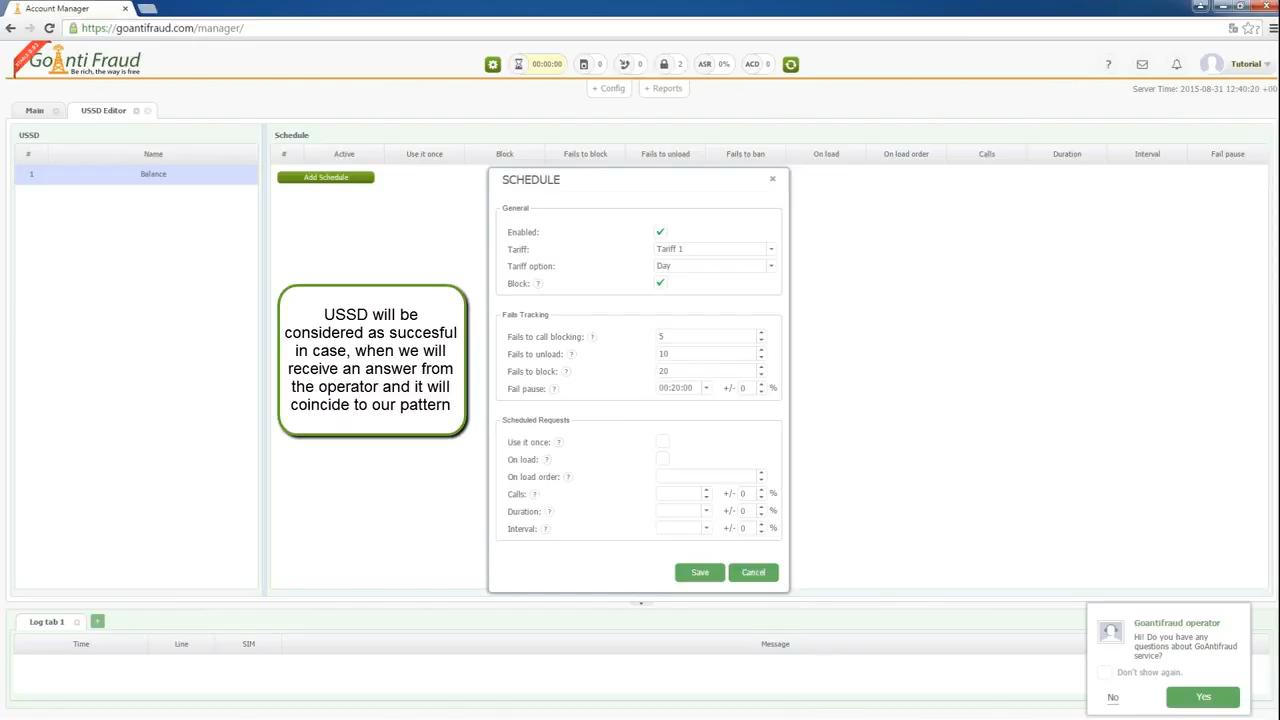 Account Manager
https://goantifraud.com/manager/
GoAnti Fraud
Be rich, the way is free
00:00:00
0
0
2
ASR 0%
ACD 0
?
Tutorial
+ Config
+ Reports
Server Time: 2015-08-31 12:40:20 +00
Main
USSD Editor
USSD
# Name
1 Balance
Schedule
# Active Use it once Block Fails to block Fails to unload Fails to ban On load On load order Calls Duration Interval Fail pause
Add Schedule
USSD will be
considered as succesful
in case, when we will
receive an answer from
the operator and it will
coincide to our pattern
SCHEDULE
General
Enabled:
Tariff: Tariff 1
Tariff option: Day
Block: ?
Fails Tracking
Fails to call blocking: ? 5
Fails to unload: ? 10
Fails to block: ? 20
Fail pause: ? 00:20:00 +/- 0 %
Scheduled Requests
Use it once: ?
On load: ?
On load order: ?
Calls: ? +/- 0 %
Duration: ? +/- 0 %
Interval: ? +/- 0 %
Save Cancel
Log tab 1 +
Time Line SIM Message
Goantifraud operator
Hi! Do you have any
questions about GoAntifraud
service?
Don't show again.
No Yes